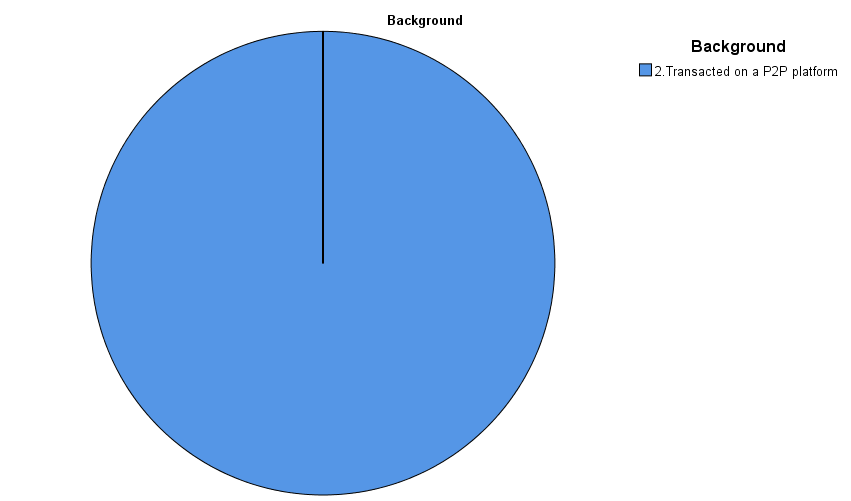 Background
Background
2.Transacted on a P2P platform